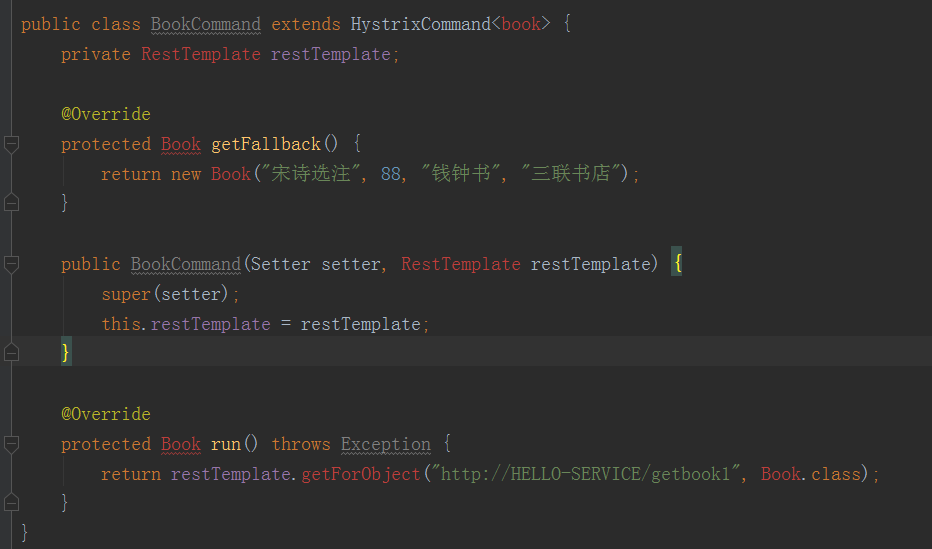 public class BookCommand extends HystrixCommand<book> {
    private RestTemplate restTemplate;

    @Override
    protected Book getFallback() {
        return new Book("宋诗选注", 88, "钱钟书", "三联书店");
    }

    public BookCommand(Setter setter, RestTemplate restTemplate) {
        super(setter);
        this.restTemplate = restTemplate;
    }

    @Override
    protected Book run() throws Exception {
        return restTemplate.getForObject("http://HELLO-SERVICE/getbook1", Book.class);
    }
}